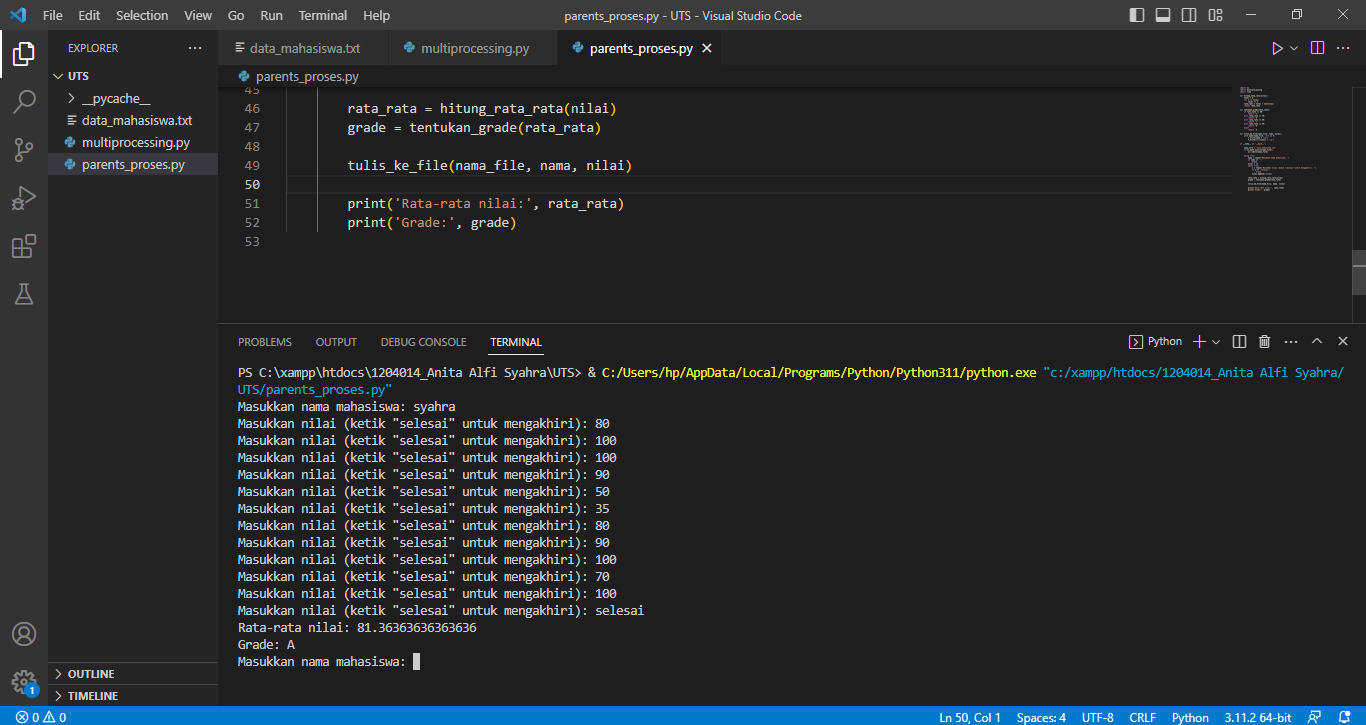 File Edit Selection View Go Run Terminal Help parents_proses.py - UTS - Visual Studio Code
EXPLORER
UTS
__pycache__
data_mahasiswa.txt
multiprocessing.py
parents_proses.py
OUTLINE
TIMELINE
data_mahasiswa.txt multiprocessing.py parents_proses.py
parents_proses.py
45
46 rata_rata = hitung_rata_rata(nilai)
47 grade = tentukan_grade(rata_rata)
48
49 tulis_ke_file(nama_file, nama, nilai)
50
51 print('Rata-rata nilai:', rata_rata)
52 print('Grade:', grade)
53
PROBLEMS OUTPUT DEBUG CONSOLE TERMINAL Python
PS C:\xampp\htdocs\1204014_Anita Alfi Syahra\UTS> & C:/Users/hp/AppData/Local/Programs/Python/Python311/python.exe "c:/xampp/htdocs/1204014_Anita Alfi Syahra/
UTS/parents_proses.py"
Masukkan nama mahasiswa: syahra
Masukkan nilai (ketik "selesai" untuk mengakhiri): 80
Masukkan nilai (ketik "selesai" untuk mengakhiri): 100
Masukkan nilai (ketik "selesai" untuk mengakhiri): 100
Masukkan nilai (ketik "selesai" untuk mengakhiri): 90
Masukkan nilai (ketik "selesai" untuk mengakhiri): 50
Masukkan nilai (ketik "selesai" untuk mengakhiri): 35
Masukkan nilai (ketik "selesai" untuk mengakhiri): 80
Masukkan nilai (ketik "selesai" untuk mengakhiri): 90
Masukkan nilai (ketik "selesai" untuk mengakhiri): 100
Masukkan nilai (ketik "selesai" untuk mengakhiri): 70
Masukkan nilai (ketik "selesai" untuk mengakhiri): 100
Masukkan nilai (ketik "selesai" untuk mengakhiri): selesai
Rata-rata nilai: 81.36363636363636
Grade: A
Masukkan nama mahasiswa:
1
0 0 Ln 50, Col 1 Spaces: 4 UTF-8 CRLF Python 3.11.2 64-bit